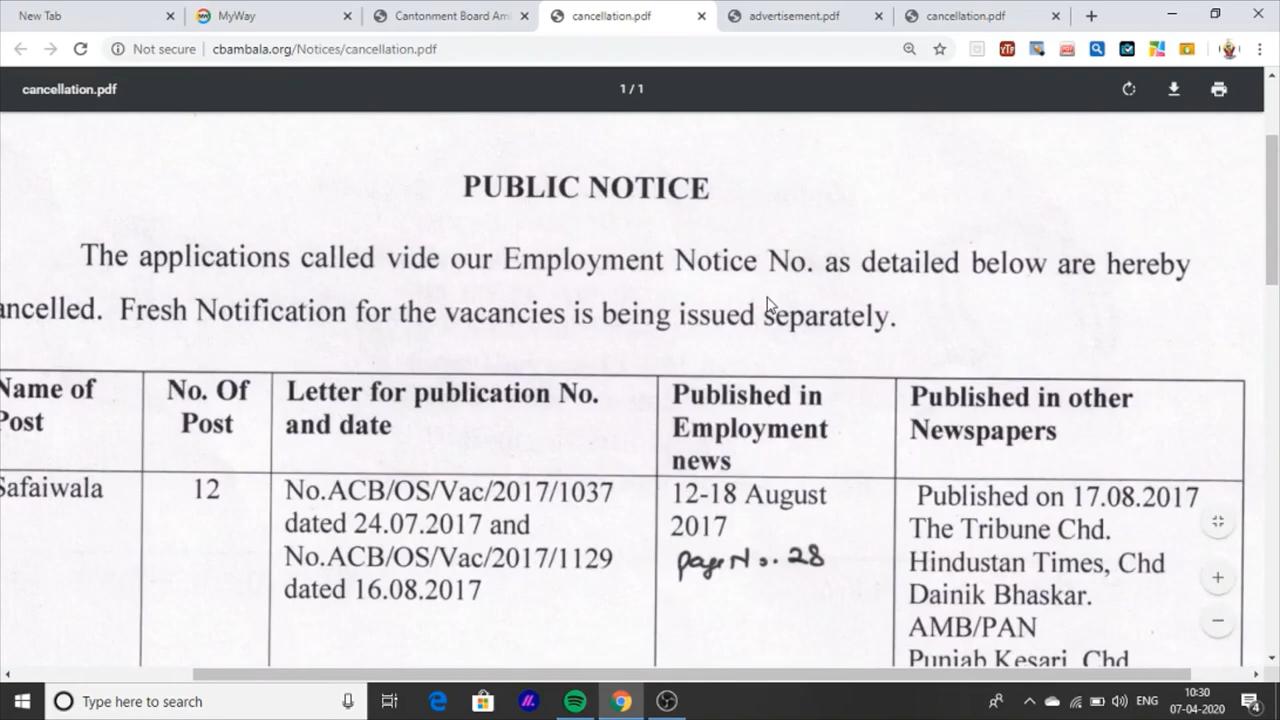 New Tab
MyWay
Cantonment Board Am
cancellation.pdf
advertisement.pdf
cancellation.pdf
Not secure
cbambala.org/Notices/cancellation.pdf
cancellation.pdf
1 / 1
PUBLIC NOTICE
The applications called vide our Employment Notice No. as detailed below are hereby
ancelled. Fresh Notification for the vacancies is being issued separately.
Name of
Post
No. Of
Post
Letter for publication No.
and date
Published in
Employment
news
Published in other
Newspapers
Safaiwala
12
No.ACB/OS/Vac/2017/1037
dated 24.07.2017 and
No.ACB/OS/Vac/2017/1129
dated 16.08.2017
12-18 August
2017
page No. 28
Published on 17.08.2017
The Tribune Chd.
Hindustan Times, Chd
Dainik Bhaskar.
AMB/PAN
Punjab Kesari, Chd
Type here to search
ENG
10:30
07-04-2020
4